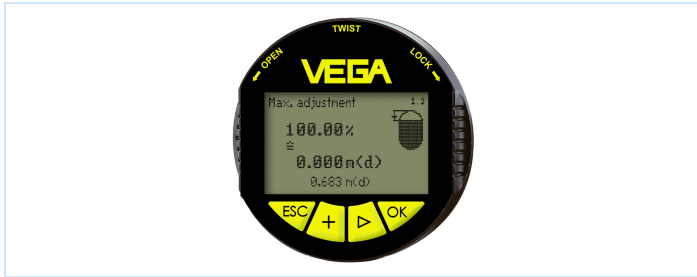 TWIST
← OPEN
LOCK →
VEGA
Max. adjustment
1.2
100.00%
≙
0.000m(d)
0.683 m(d)
ESC
+
▷
OK